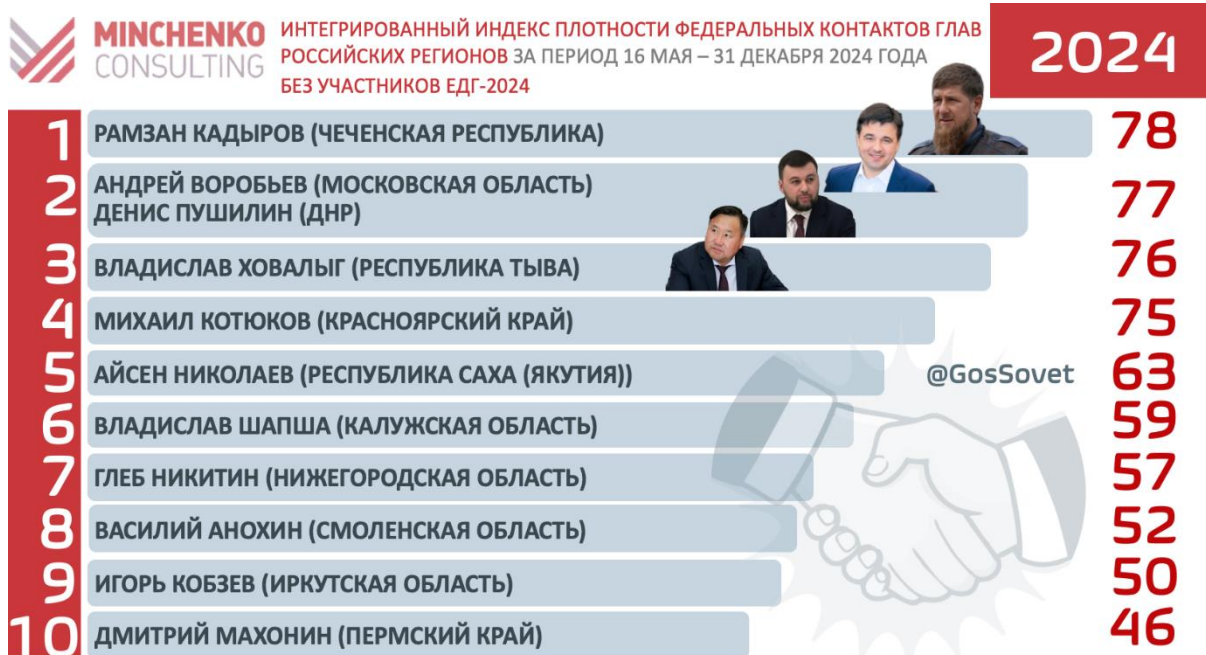 MINCHENKO
CONSULTING
ИНТЕГРИРОВАННЫЙ ИНДЕКС ПЛОТНОСТИ ФЕДЕРАЛЬНЫХ КОНТАКТОВ ГЛАВ
РОССИЙСКИХ РЕГИОНОВ ЗА ПЕРИОД 16 МАЯ – 31 ДЕКАБРЯ 2024 ГОДА
БЕЗ УЧАСТНИКОВ ЕДГ-2024
2024
1 РАМЗАН КАДЫРОВ (ЧЕЧЕНСКАЯ РЕСПУБЛИКА) 78
2 АНДРЕЙ ВОРОБЬЕВ (МОСКОВСКАЯ ОБЛАСТЬ)
ДЕНИС ПУШИЛИН (ДНР) 77
3 ВЛАДИСЛАВ ХОВАЛЫГ (РЕСПУБЛИКА ТЫВА) 76
4 МИХАИЛ КОТЮКОВ (КРАСНОЯРСКИЙ КРАЙ) 75
5 АЙСЕН НИКОЛАЕВ (РЕСПУБЛИКА САХА (ЯКУТИЯ)) @GosSovet 63
6 ВЛАДИСЛАВ ШАПША (КАЛУЖСКАЯ ОБЛАСТЬ) 59
7 ГЛЕБ НИКИТИН (НИЖЕГОРОДСКАЯ ОБЛАСТЬ) 57
8 ВАСИЛИЙ АНОХИН (СМОЛЕНСКАЯ ОБЛАСТЬ) 52
9 ИГОРЬ КОБЗЕВ (ИРКУТСКАЯ ОБЛАСТЬ) 50
10 ДМИТРИЙ МАХОНИН (ПЕРМСКИЙ КРАЙ) 46